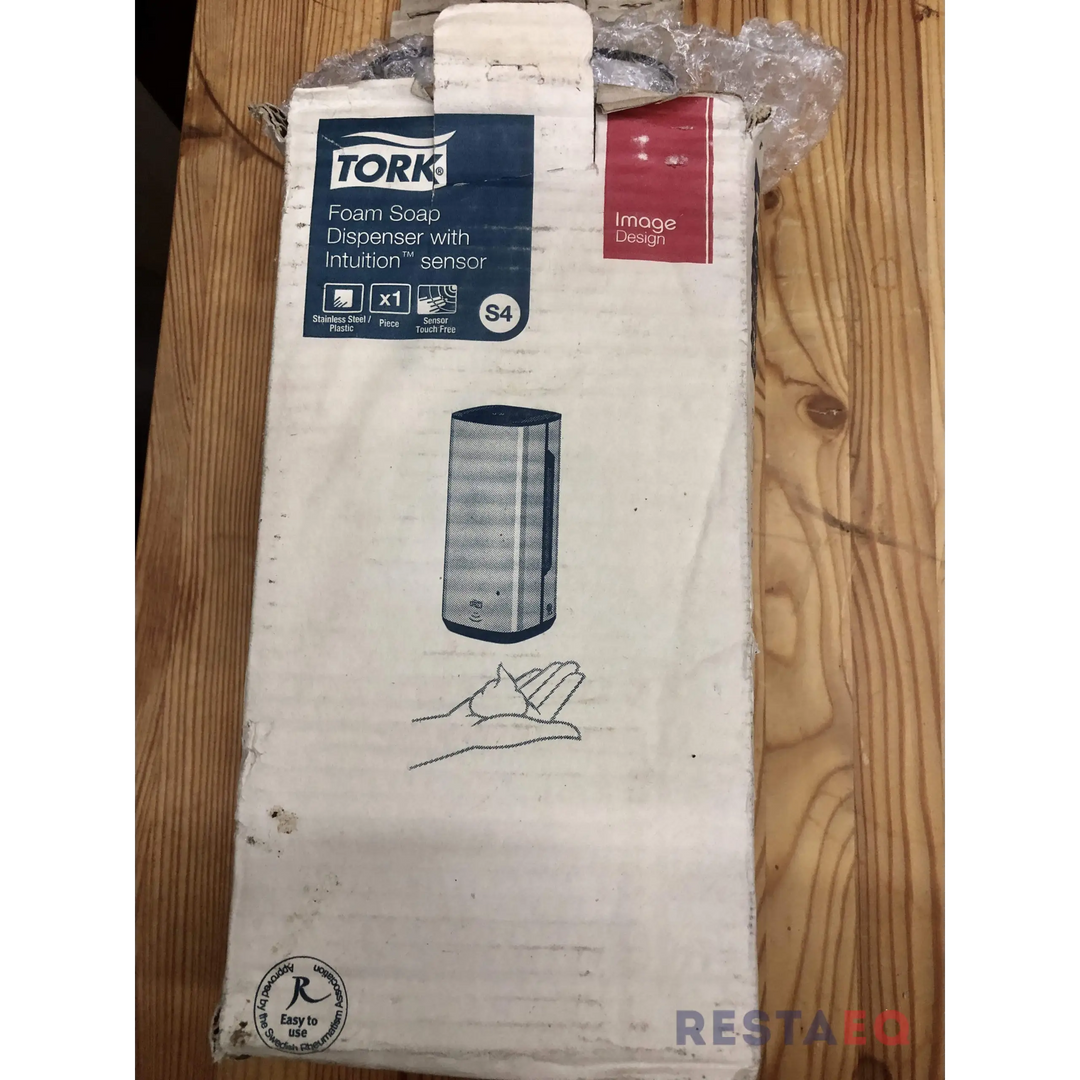 TORK®
Foam Soap
Dispenser with
Intuition™ sensor
Stainless Steel /
Plastic
x1
Piece
Sensor
Touch Free
S4
Image
Design
R
Easy to
use
Approved by the Swedish Rheumatism Association
RESTAEQ